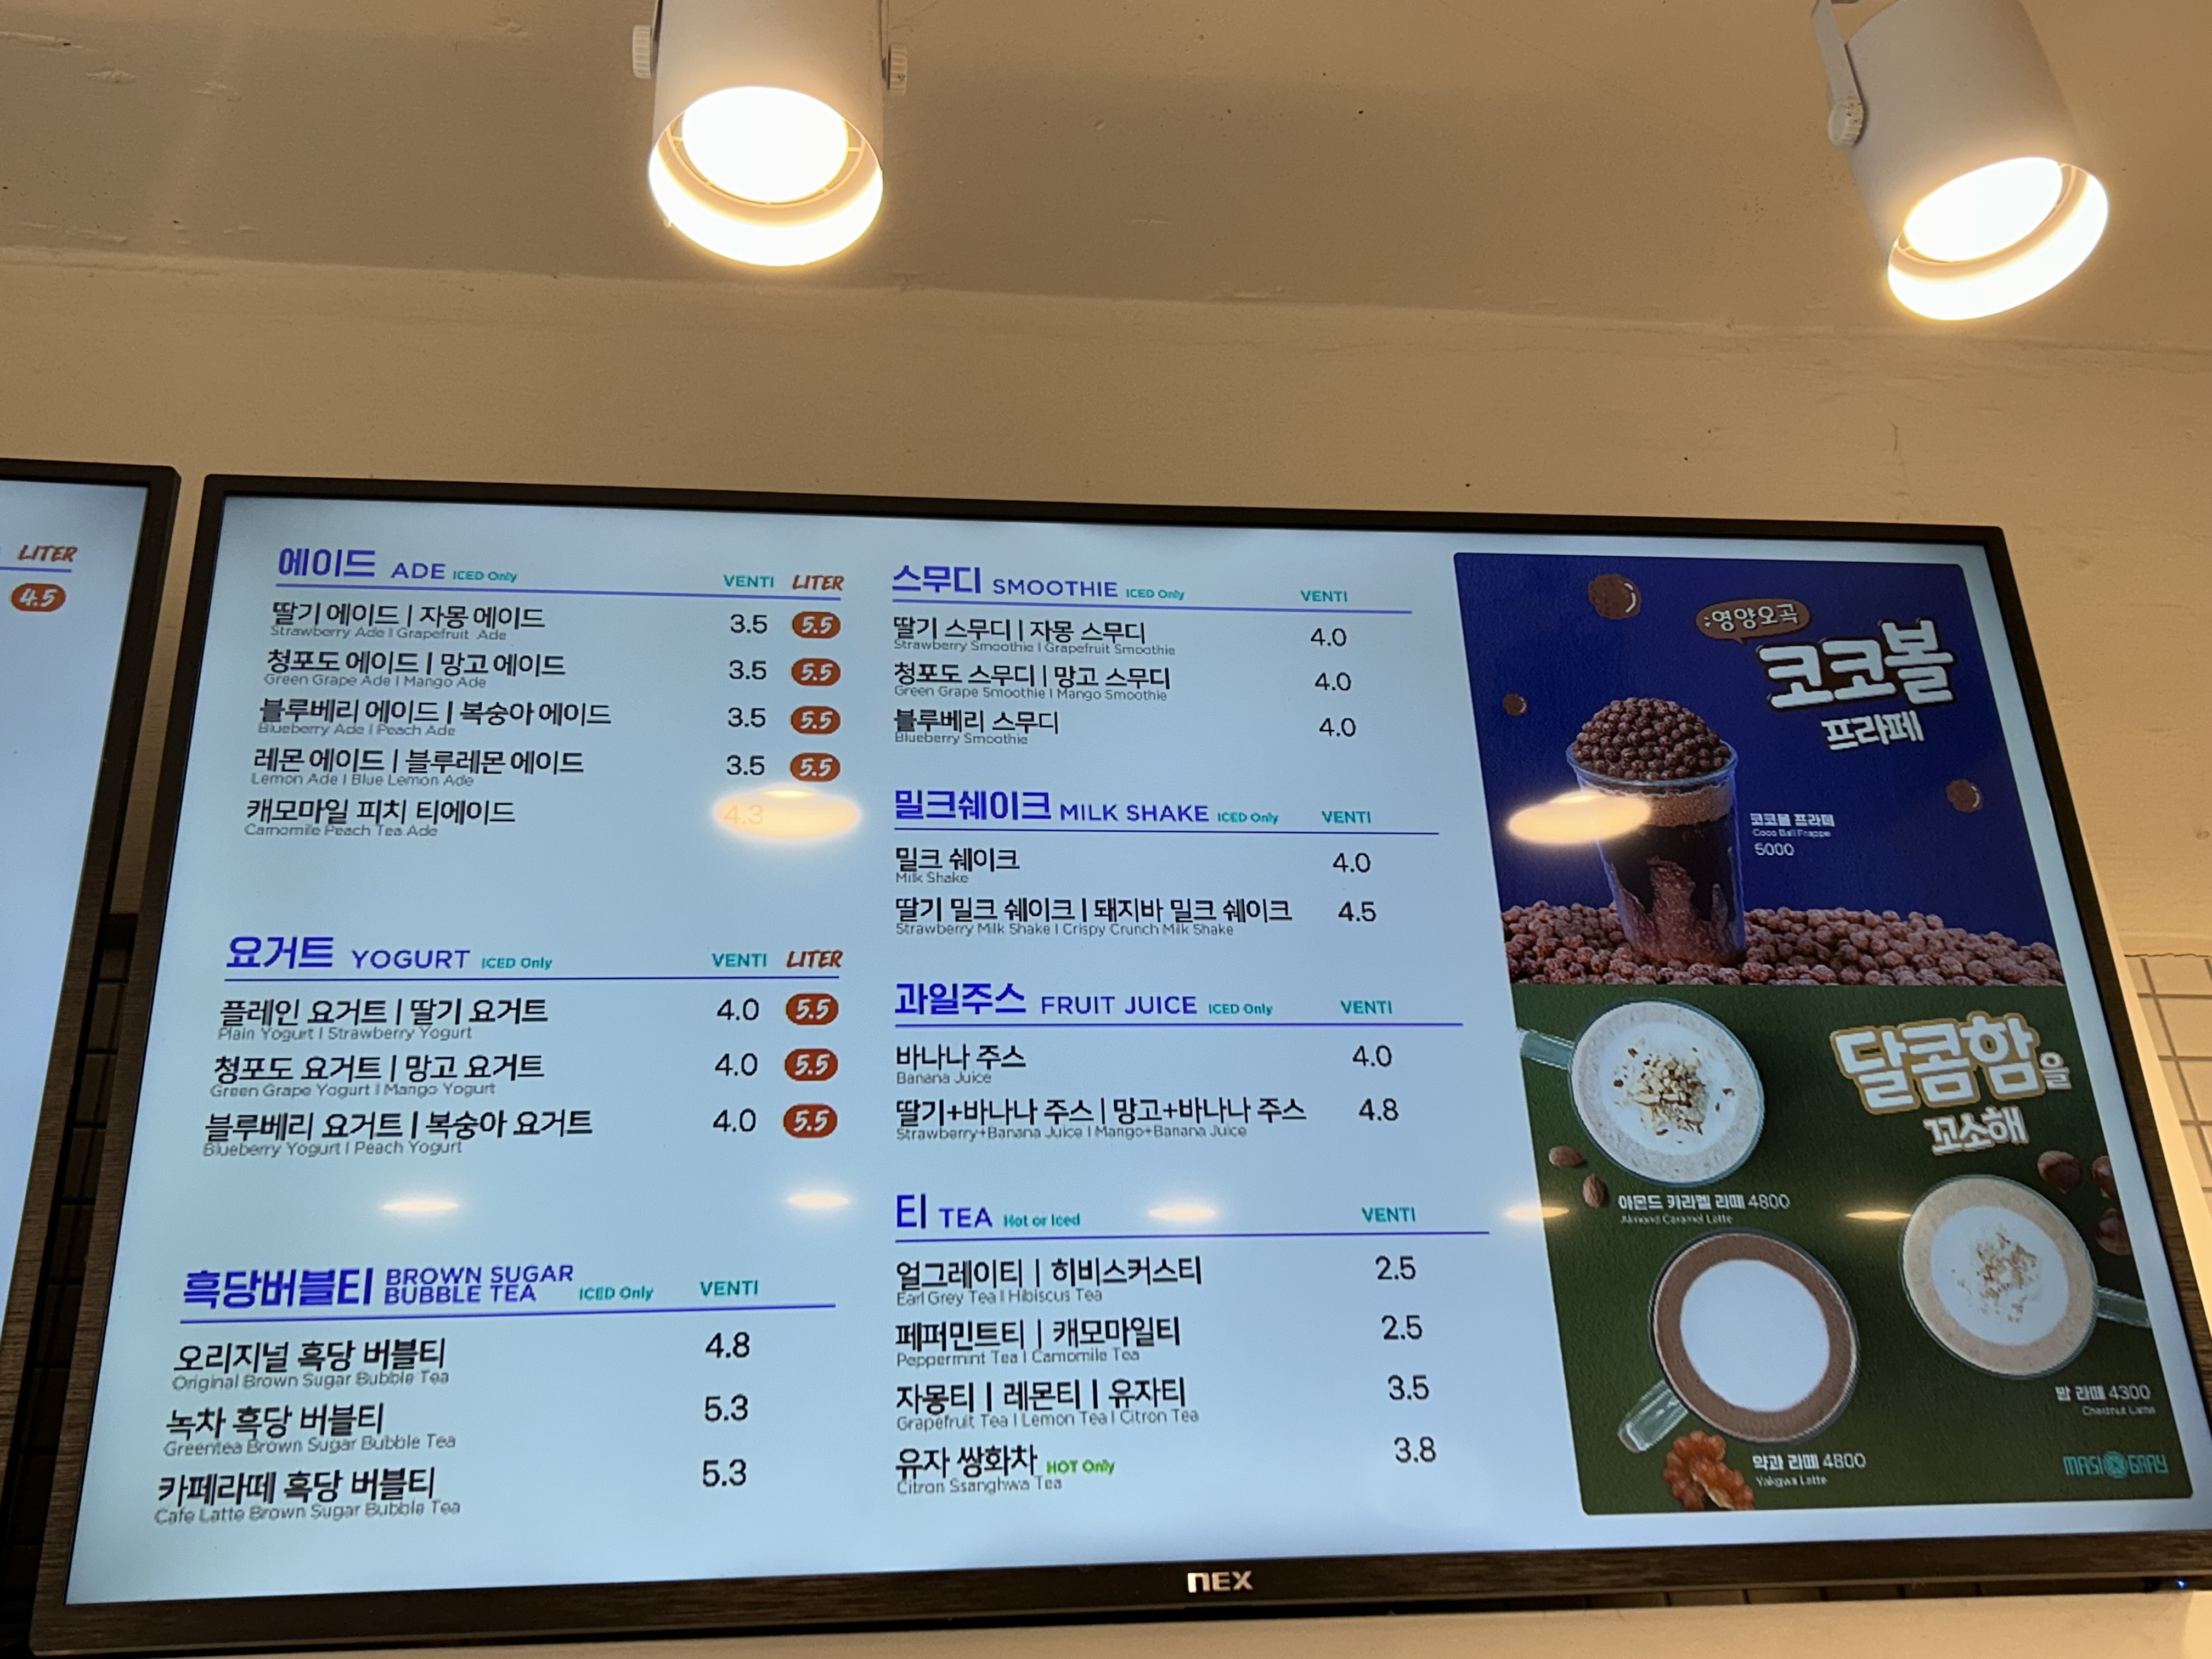 LITER
4.5
에이드 ADE ICED Only VENTI LITER
딸기 에이드 | 자몽 에이드 3.5 5.5
Strawberry Ade | Grapefruit Ade
청포도 에이드 | 망고 에이드 3.5 5.5
Green Grape Ade | Mango Ade
블루베리 에이드 | 복숭아 에이드 3.5 5.5
Blueberry Ade | Peach Ade
레몬 에이드 | 블루레몬 에이드 3.5 5.5
Lemon Ade | Blue Lemon Ade
캐모마일 피치 티에이드 4.3
Camomile Peach Tea Ade
요거트 YOGURT ICED Only VENTI LITER
플레인 요거트 | 딸기 요거트 4.0 5.5
Plain Yogurt | Strawberry Yogurt
청포도 요거트 | 망고 요거트 4.0 5.5
Green Grape Yogurt | Mango Yogurt
블루베리 요거트 | 복숭아 요거트 4.0 5.5
Blueberry Yogurt | Peach Yogurt
흑당버블티 BROWN SUGAR
BUBBLE TEA ICED Only VENTI
오리지널 흑당 버블티 4.8
Original Brown Sugar Bubble Tea
녹차 흑당 버블티 5.3
Greentea Brown Sugar Bubble Tea
카페라떼 흑당 버블티 5.3
Cafe Latte Brown Sugar Bubble Tea
스무디 SMOOTHIE ICED Only VENTI
딸기 스무디 | 자몽 스무디 4.0
Strawberry Smoothie | Grapefruit Smoothie
청포도 스무디 | 망고 스무디 4.0
Green Grape Smoothie | Mango Smoothie
블루베리 스무디 4.0
Blueberry Smoothie
밀크쉐이크 MILK SHAKE ICED Only VENTI
밀크 쉐이크 4.0
Milk Shake
딸기 밀크 쉐이크 | 돼지바 밀크 쉐이크 4.5
Strawberry Milk Shake | Crispy Crunch Milk Shake
과일주스 FRUIT JUICE ICED Only VENTI
바나나 주스 4.0
Banana Juice
딸기+바나나 주스 | 망고+바나나 주스 4.8
Strawberry+Banana Juice | Mango+Banana Juice
티 TEA Hot or Iced VENTI
얼그레이티 | 히비스커스티 2.5
Earl Grey Tea | Hibiscus Tea
페퍼민트티 | 캐모마일티 2.5
Peppermint Tea | Camomile Tea
자몽티 | 레몬티 | 유자티 3.5
Grapefruit Tea | Lemon Tea | Citron Tea
유자 쌍화차 HOT Only 3.8
Citron Ssanghwa Tea
영양오곡
코코볼
프라페
코코볼 프라페
Coco Ball Frappe
5000
달콤함을
꼬소해
아몬드 카라멜 라떼 4800
Almond Caramel Latte
밤 라떼 4300
Chestnut Latte
약과 라떼 4800
Yakgwa Latte
MASI GRAY
NEX